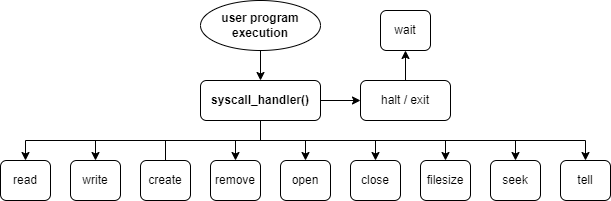 user program
execution
wait
syscall_handler()
halt / exit
read
write
create
remove
open
close
filesize
seek
tell